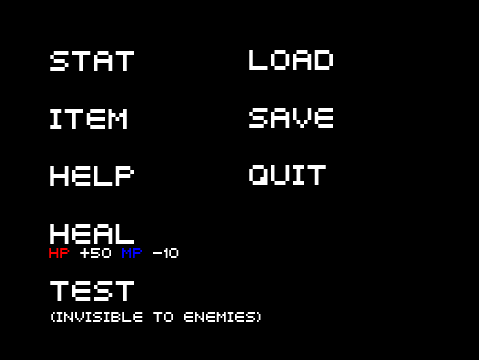 STAT
LOAD
ITEM
SAVE
HELP
QUIT
HEAL
HP +50 MP -10
TEST
(INVISIBLE TO ENEMIES)